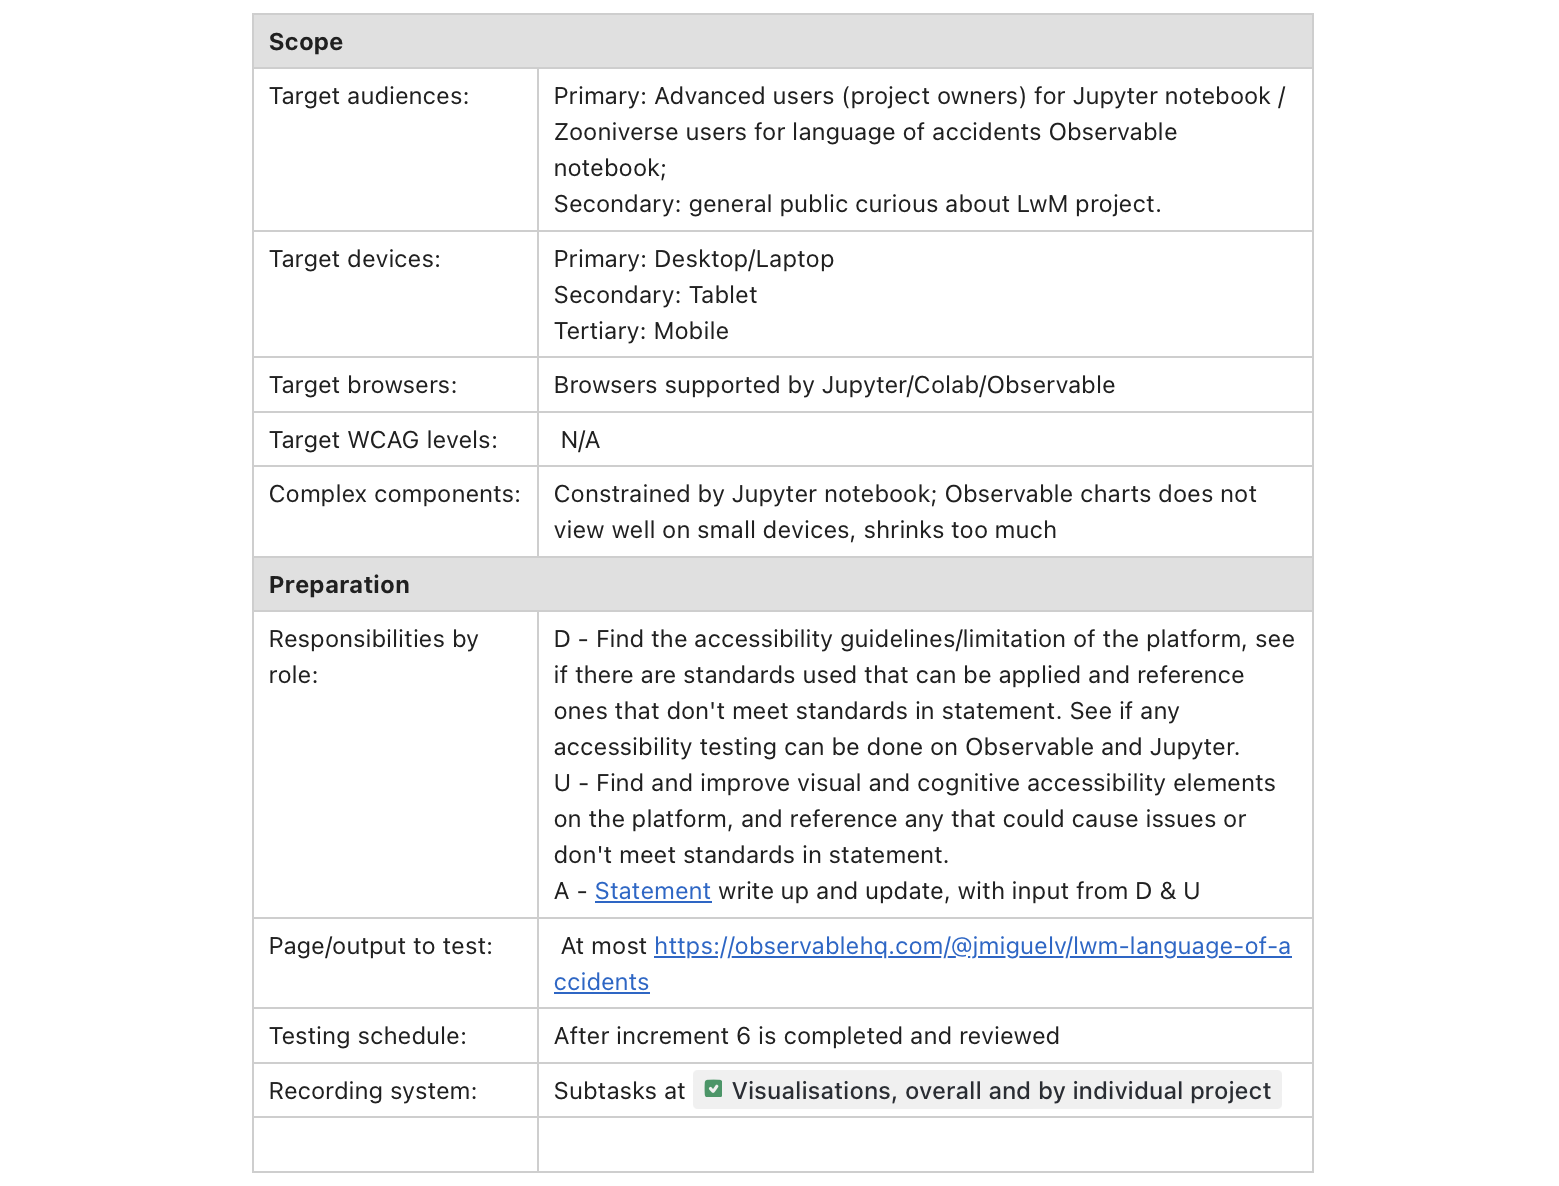 Scope
Target audiences:
Primary: Advanced users (project owners) for Jupyter notebook /
Zooniverse users for language of accidents Observable
notebook;
Secondary: general public curious about LwM project.
Target devices:
Primary: Desktop/Laptop
Secondary: Tablet
Tertiary: Mobile
Target browsers:
Browsers supported by Jupyter/Colab/Observable
Target WCAG levels:
N/A
Complex components:
Constrained by Jupyter notebook; Observable charts does not
view well on small devices, shrinks too much
Preparation
Responsibilities by
role:
D - Find the accessibility guidelines/limitation of the platform, see
if there are standards used that can be applied and reference
ones that don't meet standards in statement. See if any
accessibility testing can be done on Observable and Jupyter.
U - Find and improve visual and cognitive accessibility elements
on the platform, and reference any that could cause issues or
don't meet standards in statement.
A - Statement write up and update, with input from D & U
Page/output to test:
At most https://observablehq.com/@jmiguelv/lwm-language-of-a
ccidents
Testing schedule:
After increment 6 is completed and reviewed
Recording system:
Subtasks at Visualisations, overall and by individual project